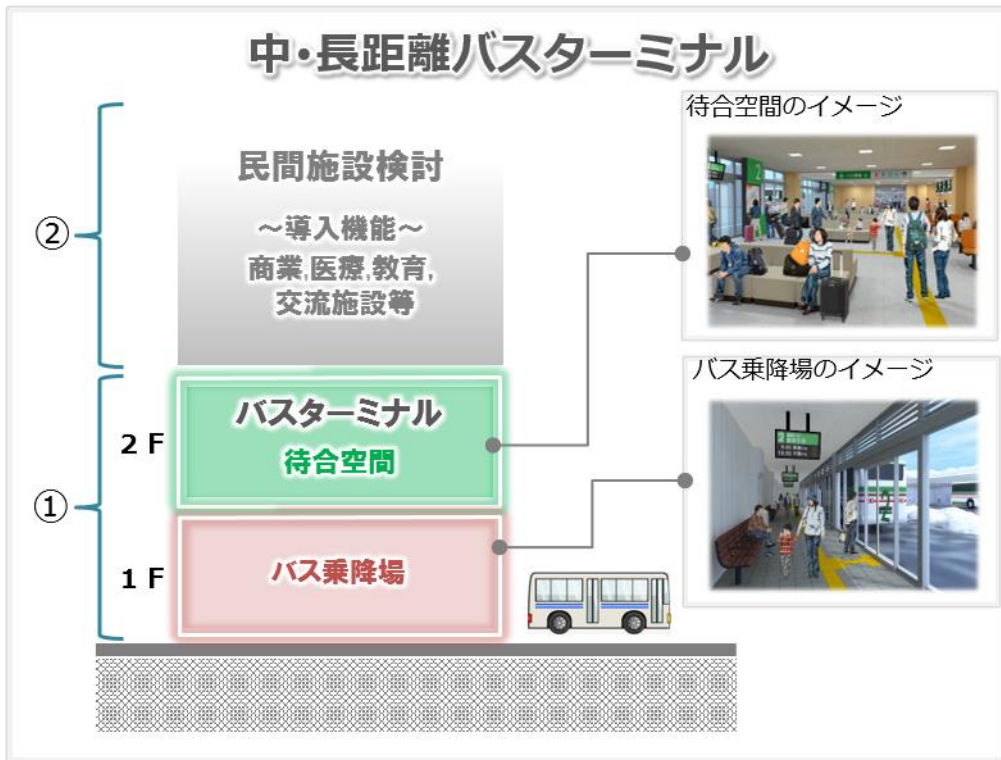 中・長距離バスターミナル
②
民間施設検討
～導入機能～
商業,医療,教育,
交流施設等
①
2 F
バスターミナル
待合空間
1 F
バス乗降場
待合空間のイメージ
2
バス乗降場のイメージ
2